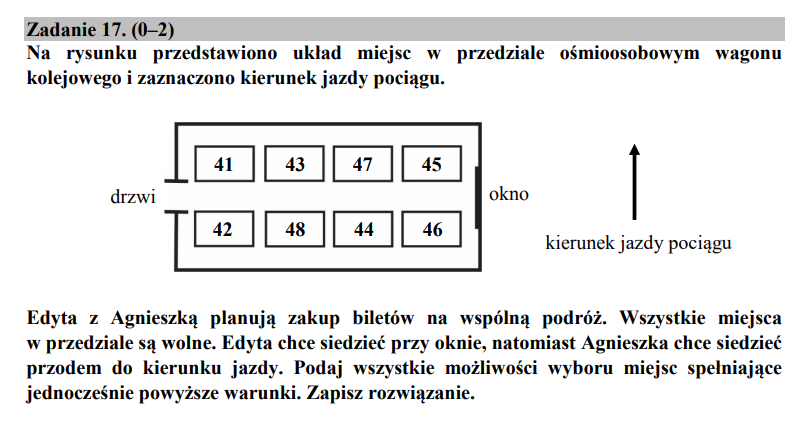 Zadanie 17. (0–2)
Na rysunku przedstawiono układ miejsc w przedziale ośmioosobowym wagonu
kolejowego i zaznaczono kierunek jazdy pociągu.
41 43 47 45
drzwi
okno
42 48 44 46
kierunek jazdy pociągu
Edyta z Agnieszką planują zakup biletów na wspólną podróż. Wszystkie miejsca
w przedziale są wolne. Edyta chce siedzieć przy oknie, natomiast Agnieszka chce siedzieć
przodem do kierunku jazdy. Podaj wszystkie możliwości wyboru miejsc spełniające
jednocześnie powyższe warunki. Zapisz rozwiązanie.